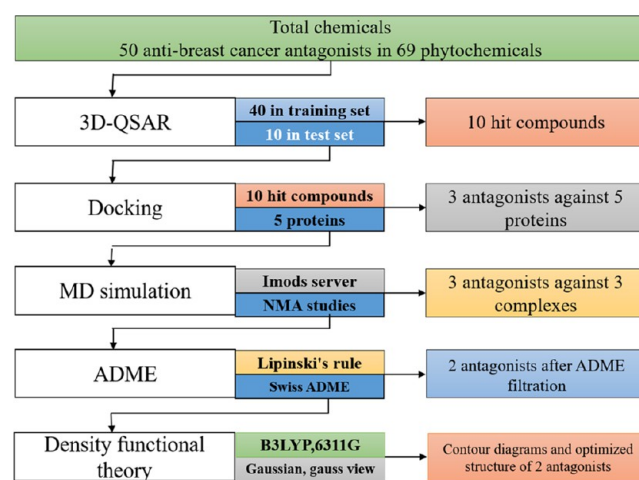 Total chemicals
50 anti-breast cancer antagonists in 69 phytochemicals
3D-QSAR
40 in training set
10 in test set
10 hit compounds
Docking
10 hit compounds
5 proteins
3 antagonists against 5
proteins
MD simulation
Imods server
NMA studies
3 antagonists against 3
complexes
ADME
Lipinski's rule
Swiss ADME
2 antagonists after ADME
filtration
Density functional
theory
B3LYP,6311G
Gaussian, gauss view
Contour diagrams and optimized
structure of 2 antagonists